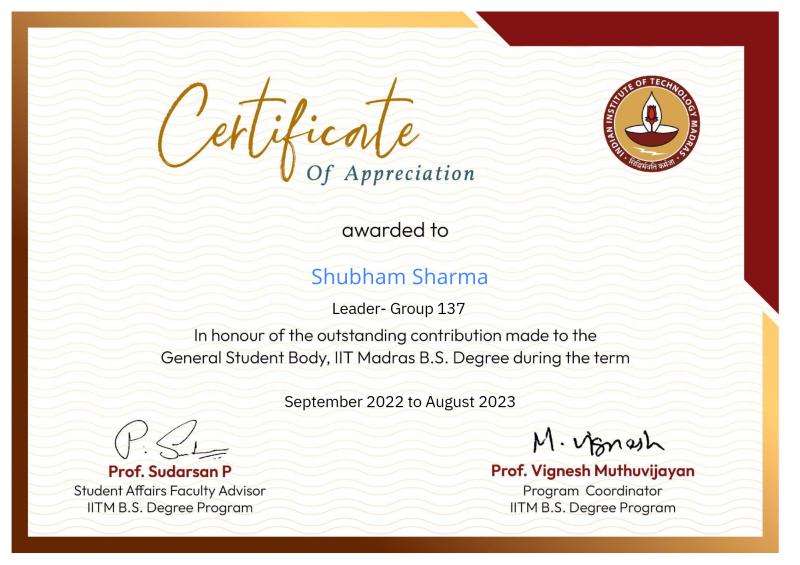 Certificate
Of Appreciation
INDIAN INSTITUTE OF TECHNOLOGY MADRAS
सिद्धिर्भवति कर्मजा
awarded to
Shubham Sharma
Leader- Group 137
In honour of the outstanding contribution made to the
General Student Body, IIT Madras B.S. Degree during the term
September 2022 to August 2023
M. Vignesh
Prof. Sudarsan P
Student Affairs Faculty Advisor
IITM B.S. Degree Program
Prof. Vignesh Muthuvijayan
Program Coordinator
IITM B.S. Degree Program